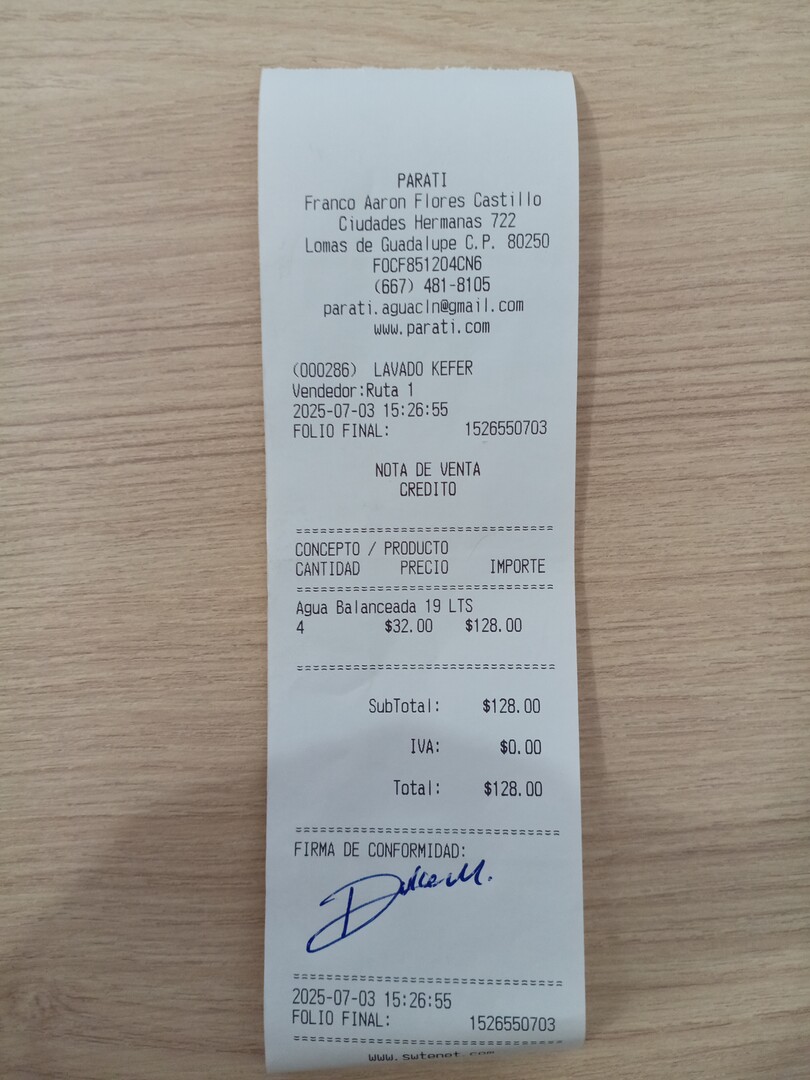 PARATI
Franco Aaron Flores Castillo
Ciudades Hermanas 722
Lomas de Guadalupe C.P. 80250
FOCF851204CN6
(667) 481-8105
parati.aguacln@gmail.com
www.parati.com
(000286) LAVADO KEFER
Vendedor:Ruta 1
2025-07-03 15:26:55
FOLIO FINAL: 1526550703
NOTA DE VENTA
CREDITO
================================
CONCEPTO / PRODUCTO
CANTIDAD PRECIO IMPORTE
================================
Agua Balanceada 19 LTS
4 $32.00 $128.00
================================
SubTotal: $128.00
IVA: $0.00
Total: $128.00
================================
FIRMA DE CONFORMIDAD:
Dulce M.
================================
2025-07-03 15:26:55
FOLIO FINAL: 1526550703
================================